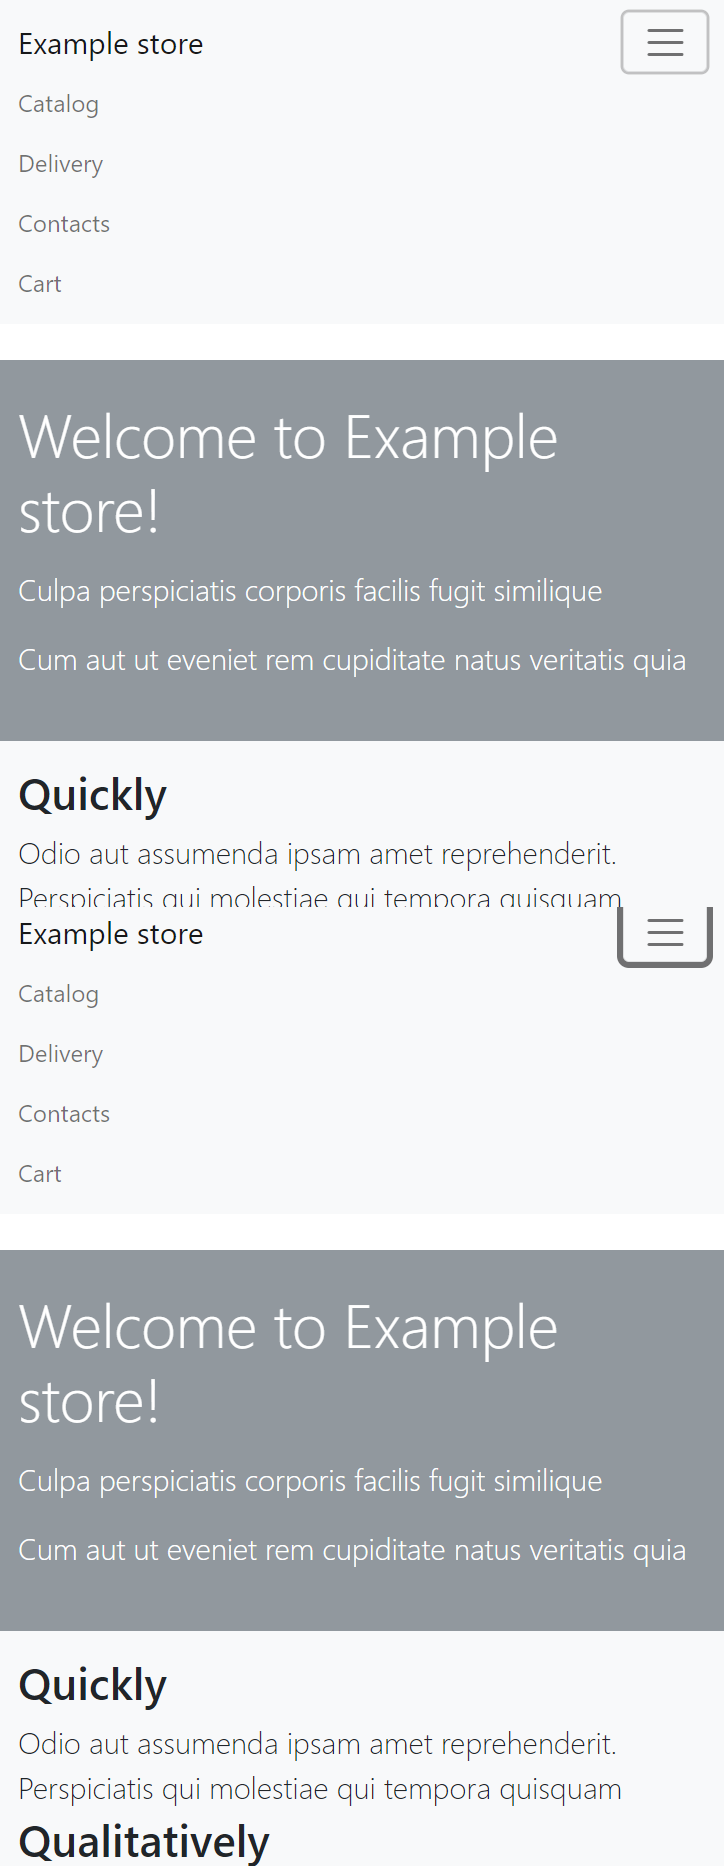 Example store
Catalog
Delivery
Contacts
Cart
Welcome to Example
store!
Culpa perspiciatis corporis facilis fugit similique
Cum aut ut eveniet rem cupiditate natus veritatis quia
Quickly
Odio aut assumenda ipsam amet reprehenderit.
Perspiciatis qui molestiae qui tempora quisquam
Example store
Catalog
Delivery
Contacts
Cart
Welcome to Example
store!
Culpa perspiciatis corporis facilis fugit similique
Cum aut ut eveniet rem cupiditate natus veritatis quia
Quickly
Odio aut assumenda ipsam amet reprehenderit.
Perspiciatis qui molestiae qui tempora quisquam
Qualitatively